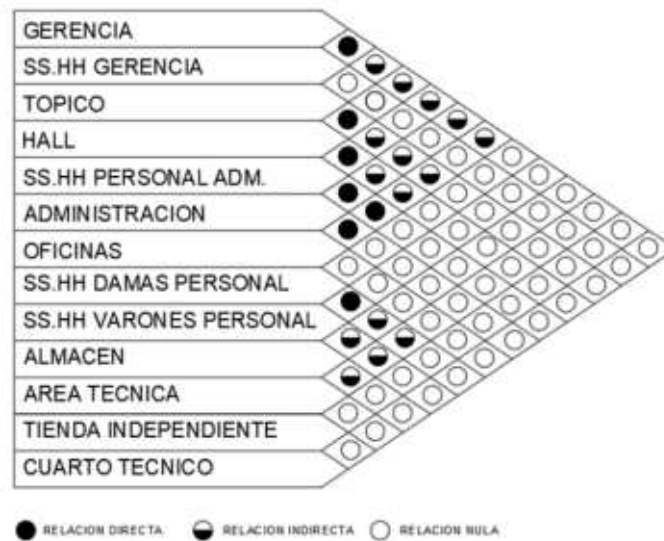 GERENCIA
SS.HH GERENCIA
TOPICO
HALL
SS.HH PERSONAL ADM.
ADMINISTRACION
OFICINAS
SS.HH DAMAS PERSONAL
SS.HH VARONES PERSONAL
ALMACEN
AREA TECNICA
TIENDA INDEPENDIENTE
CUARTO TECNICO
RELACION DIRECTA RELACION INDIRECTA RELACION NULA